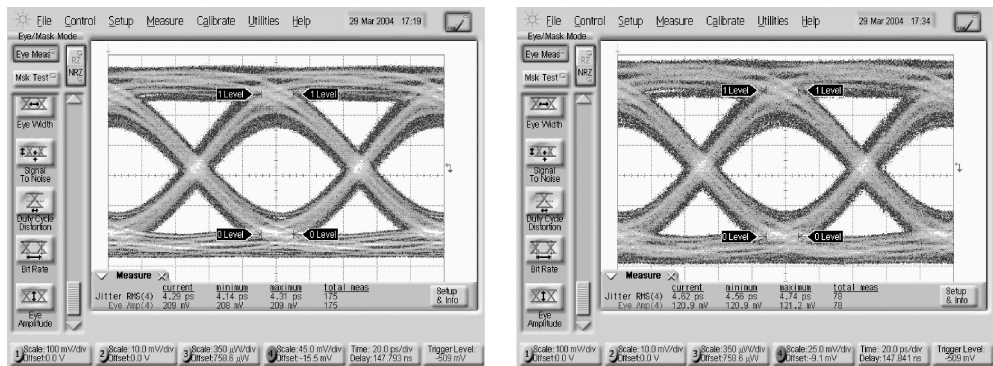 File Control Setup Measure Calibrate Utilities Help 29 Mar 2004 17:19
Eye/Mask Mode
Eye Meas
RZ
NRZ
Msk Test
Eye Width
Signal
To Noise
Duty Cycle
Distortion
Bit Rate
Eye
Amplitude
1 Level 1 Level
0 Level 0 Level
Measure
current minimum maximum total meas
Jitter RMS(4) 4.29 ps 4.14 ps 4.31 ps 175
Eye Amp(4) 209 mV 208 mV 209 mV 175
Setup
& Info
1 Scale:100 mV/div
Offset:0.0 V
2 Scale:10.0 mV/div
Offset:0.0 V
3 Scale:350 µW/div
Offset:758.6 µW
4 Scale:45.0 mV/div
Offset:-15.5 mV
Time: 20.0 ps/div
Delay:147.793 ns
Trigger Level:
-509 mV
File Control Setup Measure Calibrate Utilities Help 29 Mar 2004 17:34
Eye/Mask Mode
Eye Meas
RZ
NRZ
Msk Test
Eye Width
Signal
To Noise
Duty Cycle
Distortion
Bit Rate
Eye
Amplitude
1 Level 1 Level
0 Level 0 Level
Measure
current minimum maximum total meas
Jitter RMS(4) 4.62 ps 4.56 ps 4.74 ps 78
Eye Amp(4) 120.9 mV 120.9 mV 121.2 mV 78
Setup
& Info
1 Scale:100 mV/div
Offset:0.0 V
2 Scale:10.0 mV/div
Offset:0.0 V
3 Scale:350 µW/div
Offset:758.6 µW
4 Scale:25.0 mV/div
Offset:-9.1 mV
Time: 20.0 ps/div
Delay:147.841 ns
Trigger Level:
-509 mV